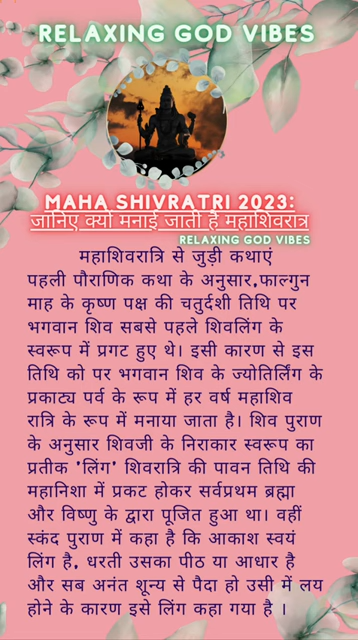 RELAXING GOD VIBES
MAHA SHIVRATRI 2023:
जानिए क्यों मनाई जाती है महाशिवरात्र
RELAXING GOD VIBES
महाशिवरात्रि से जुड़ी कथाएं
पहली पौराणिक कथा के अनुसार,फाल्गुन
माह के कृष्ण पक्ष की चतुर्दशी तिथि पर
भगवान शिव सबसे पहले शिवलिंग के
स्वरूप में प्रगट हुए थे। इसी कारण से इस
तिथि को पर भगवान शिव के ज्योतिर्लिंग के
प्रकाट्य पर्व के रूप में हर वर्ष महाशिव
रात्रि के रूप में मनाया जाता है। शिव पुराण
के अनुसार शिवजी के निराकार स्वरूप का
प्रतीक 'लिंग' शिवरात्रि की पावन तिथि की
महानिशा में प्रकट होकर सर्वप्रथम ब्रह्मा
और विष्णु के द्वारा पूजित हुआ था। वहीं
स्कंद पुराण में कहा है कि आकाश स्वयं
लिंग है, धरती उसका पीठ या आधार है
और सब अनंत शून्य से पैदा हो उसी में लय
होने के कारण इसे लिंग कहा गया है ।